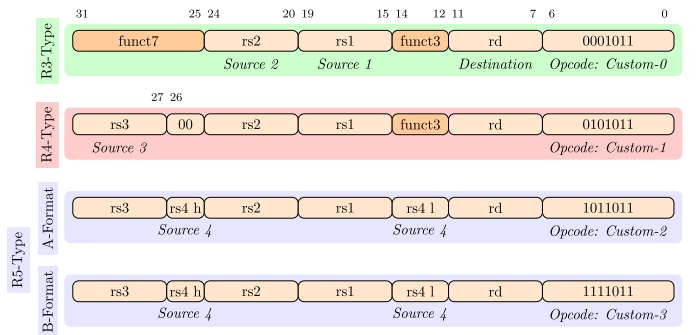 31 25 24 20 19 15 14 12 11 7 6 0
R3-Type
funct7 rs2 rs1 funct3 rd 0001011
Source 2 Source 1 Destination Opcode: Custom-0
27 26
R4-Type
rs3 00 rs2 rs1 funct3 rd 0101011
Source 3 Opcode: Custom-1
R5-Type
A-Format
rs3 rs4 h rs2 rs1 rs4 l rd 1011011
Source 4 Source 4 Opcode: Custom-2
B-Format
rs3 rs4 h rs2 rs1 rs4 l rd 1111011
Source 4 Source 4 Opcode: Custom-3